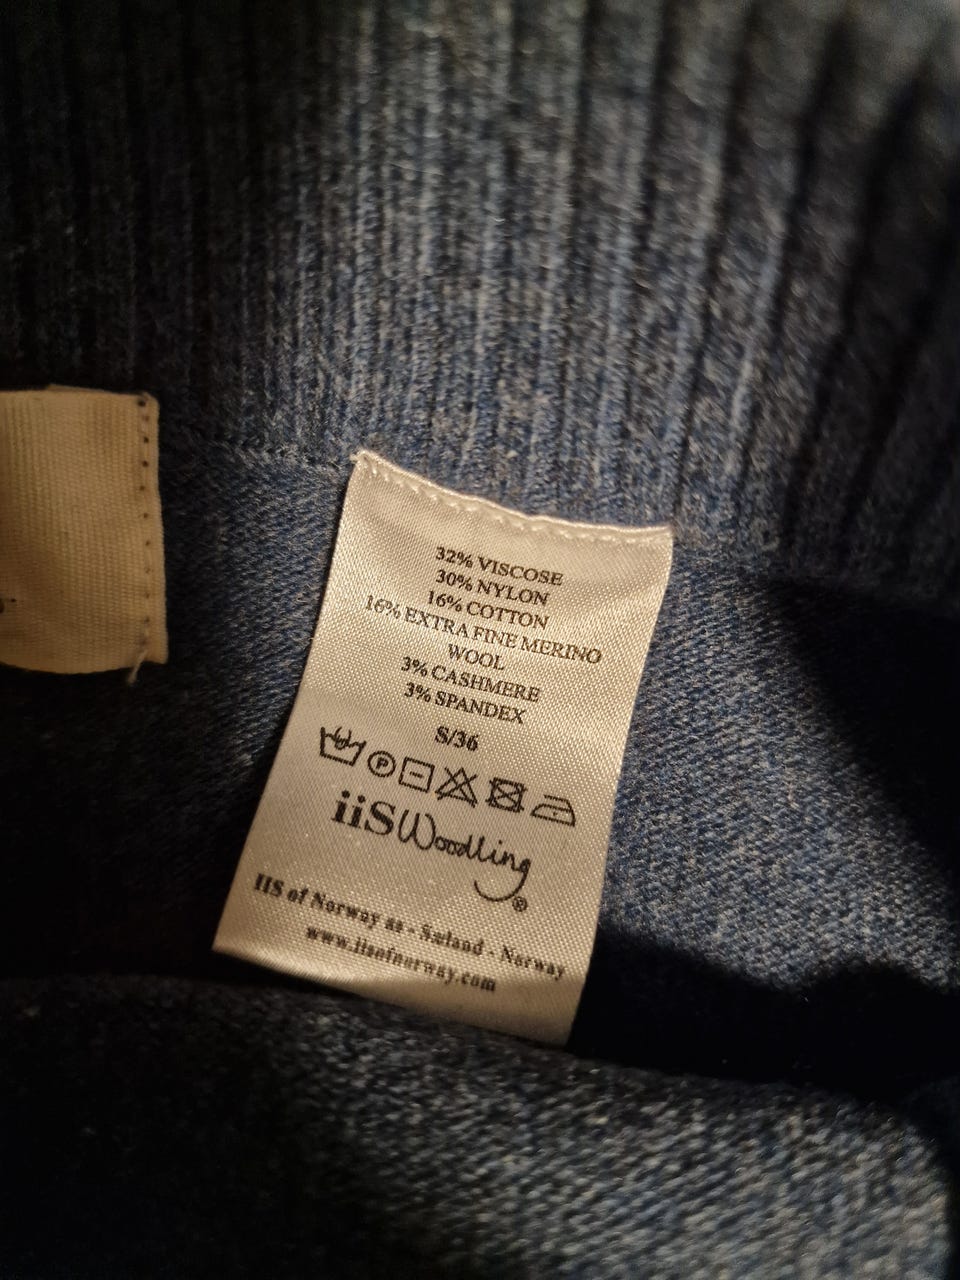 32% VISCOSE
30% NYLON
16% COTTON
16% EXTRA FINE MERINO
WOOL
3% CASHMERE
3% SPANDEX
S/36
P
iiS Woodling ®
IIS of Norway as - Sæland - Norway
www.iisofnorway.com